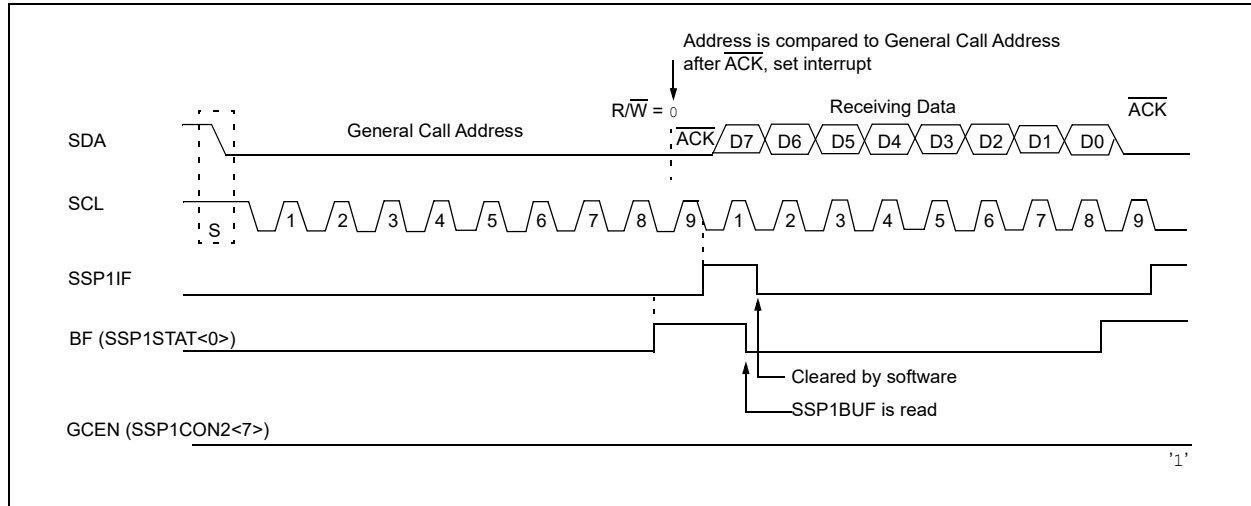 Address is compared to General Call Address
after ACK, set interrupt
R/W = 0
Receiving Data
ACK
General Call Address
SDA
ACK D7 D6 D5 D4 D3 D2 D1 D0
SCL
S
1 2 3 4 5 6 7 8 9 1 2 3 4 5 6 7 8 9
SSP1IF
BF (SSP1STAT<0>)
Cleared by software
SSP1BUF is read
GCEN (SSP1CON2<7>)
'1'